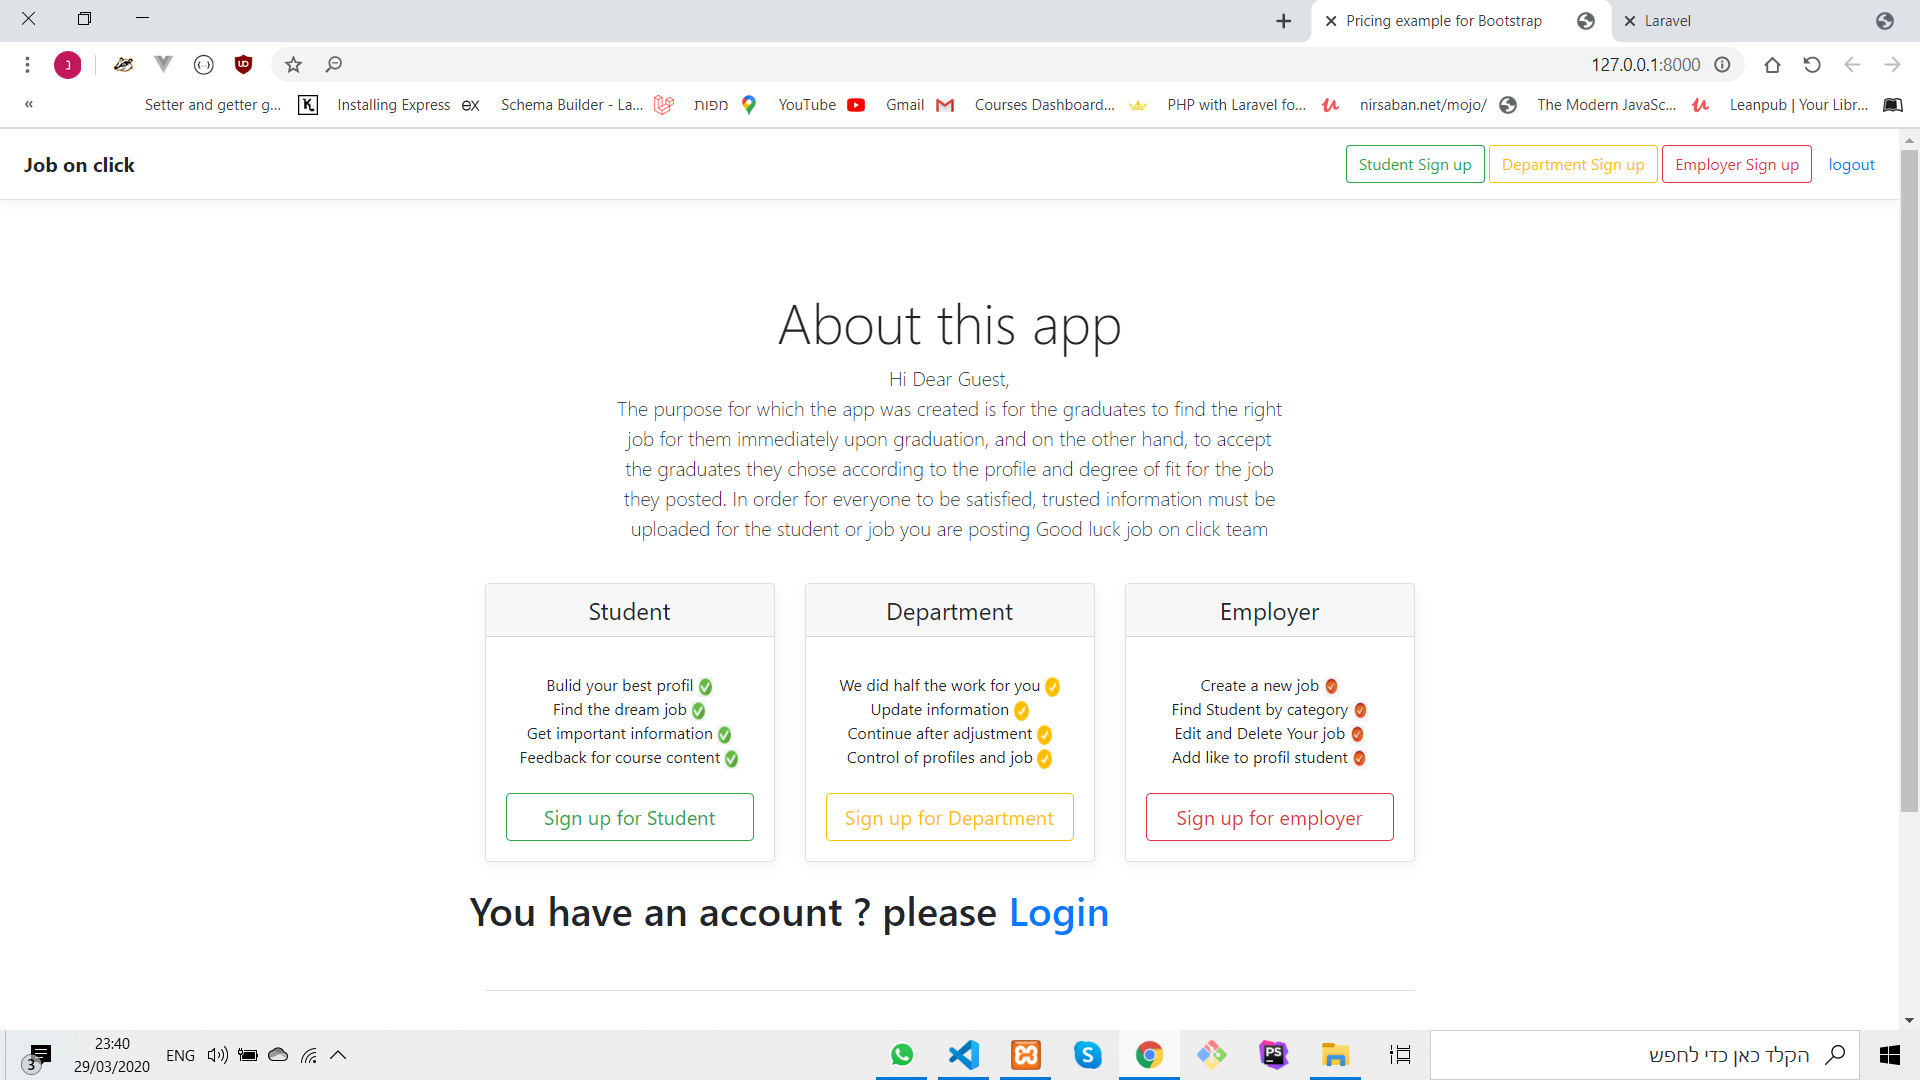 Pricing example for Bootstrap
Laravel
נ
127.0.0.1:8000
«
Setter and getter g...
Installing Express
ex
Schema Builder - La...
מפות
YouTube
Gmail
Courses Dashboard...
PHP with Laravel fo...
nirsaban.net/mojo/
The Modern JavaSc...
Leanpub | Your Libr...
Job on click
Student Sign up
Department Sign up
Employer Sign up
logout
About this app
Hi Dear Guest,
The purpose for which the app was created is for the graduates to find the right
job for them immediately upon graduation, and on the other hand, to accept
the graduates they chose according to the profile and degree of fit for the job
they posted. In order for everyone to be satisfied, trusted information must be
uploaded for the student or job you are posting Good luck job on click team
Student
Bulid your best profil
Find the dream job
Get important information
Feedback for course content
Sign up for Student
Department
We did half the work for you
Update information
Continue after adjustment
Control of profiles and job
Sign up for Department
Employer
Create a new job
Find Student by category
Edit and Delete Your job
Add like to profil student
Sign up for employer
You have an account ? please Login
3
23:40
29/03/2020
ENG
PS
הקלד כאן כדי לחפש